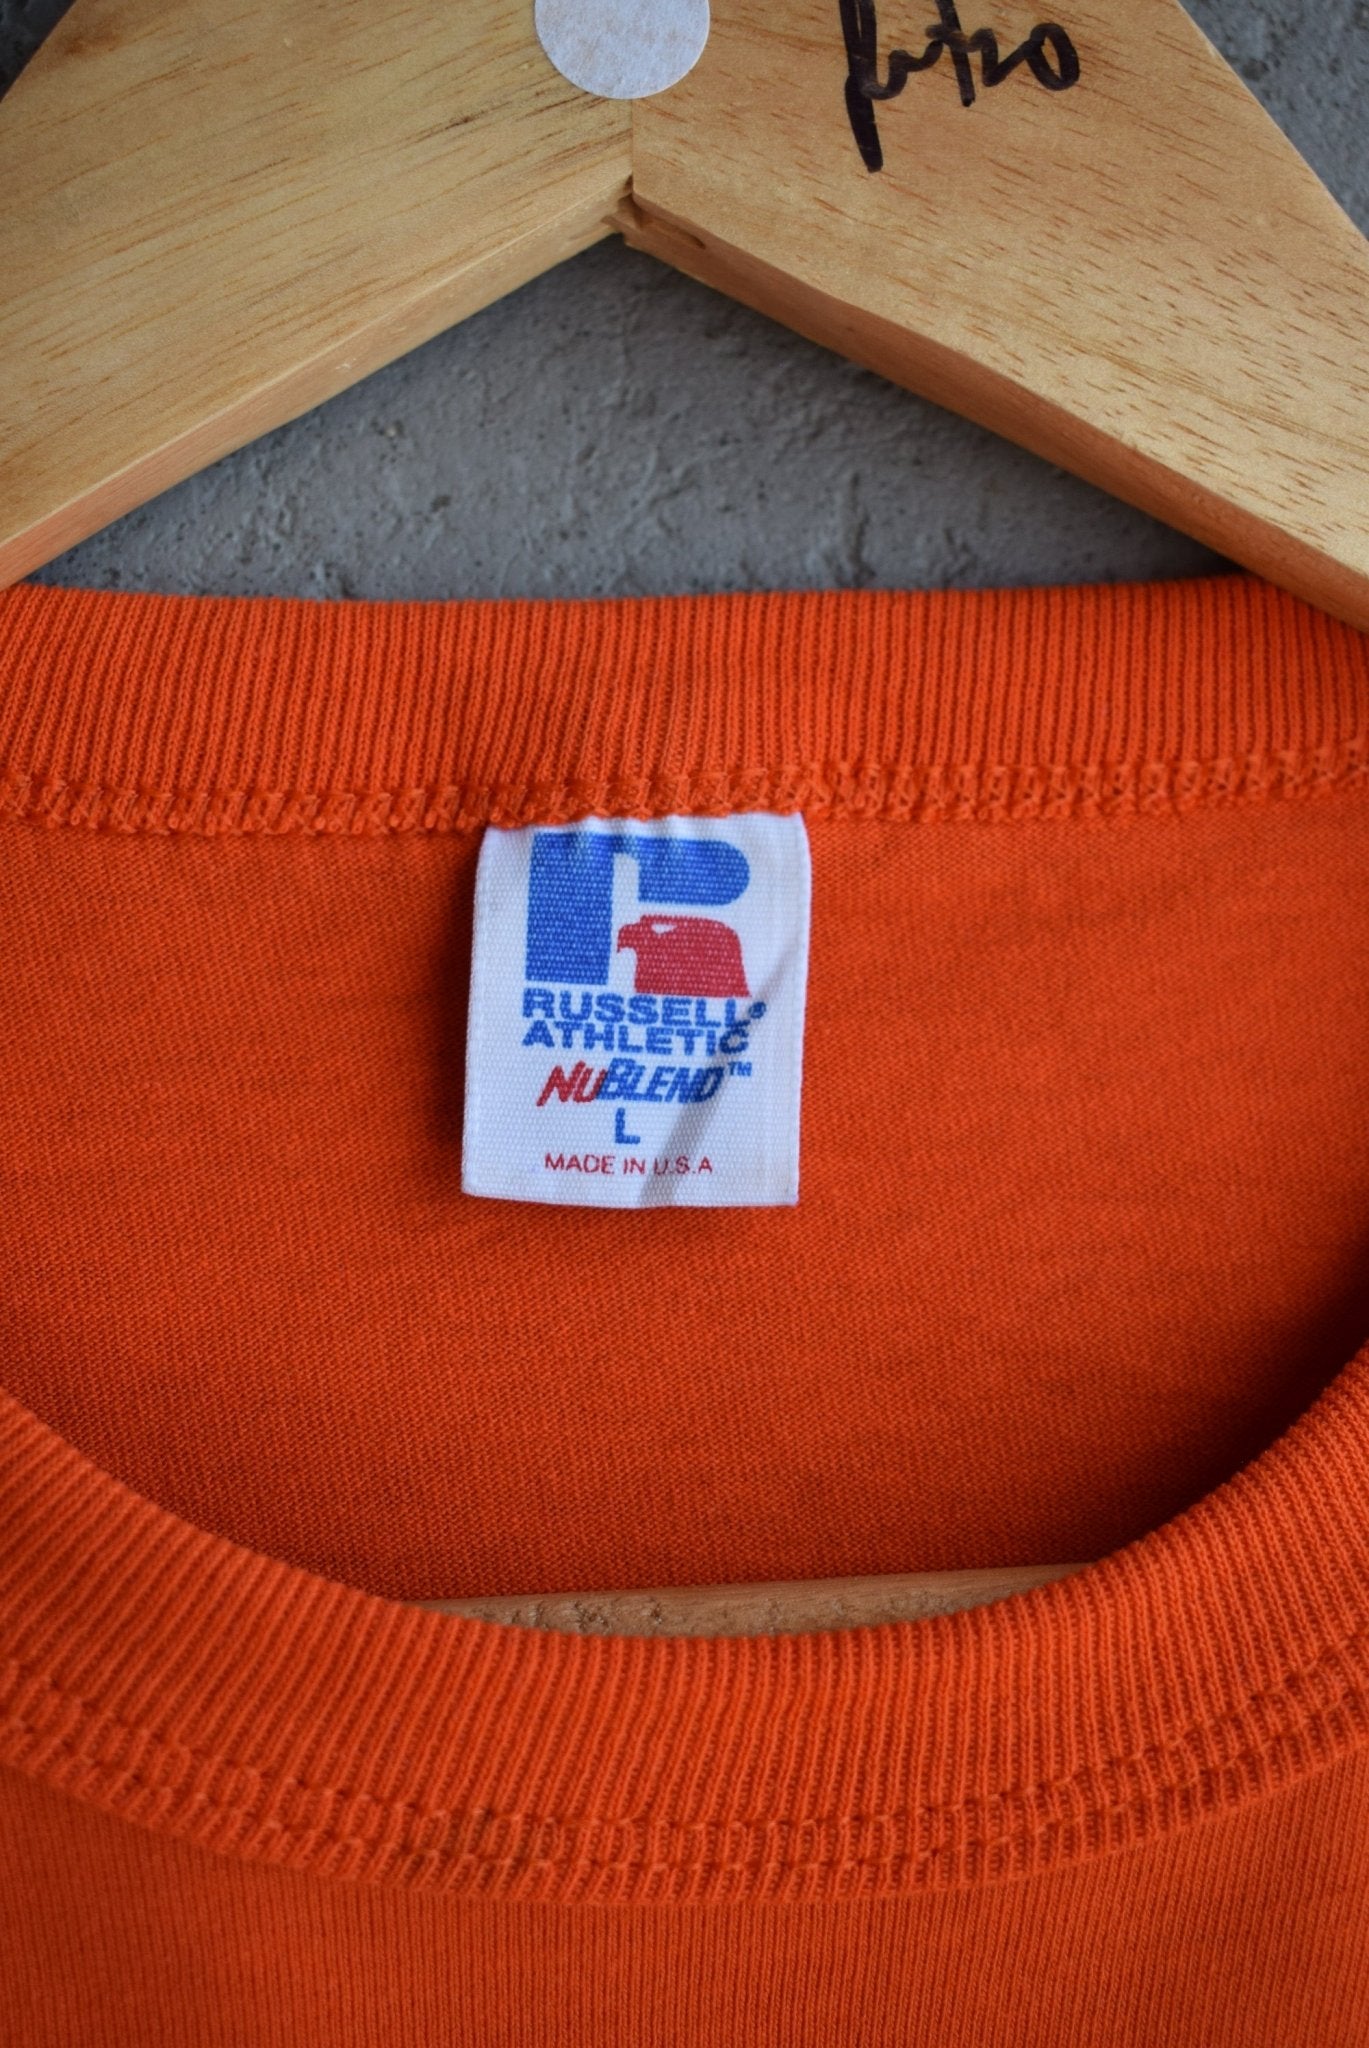 RUSSELL®
ATHLETIC
NUBLEND™
L
MADE IN U.S.A